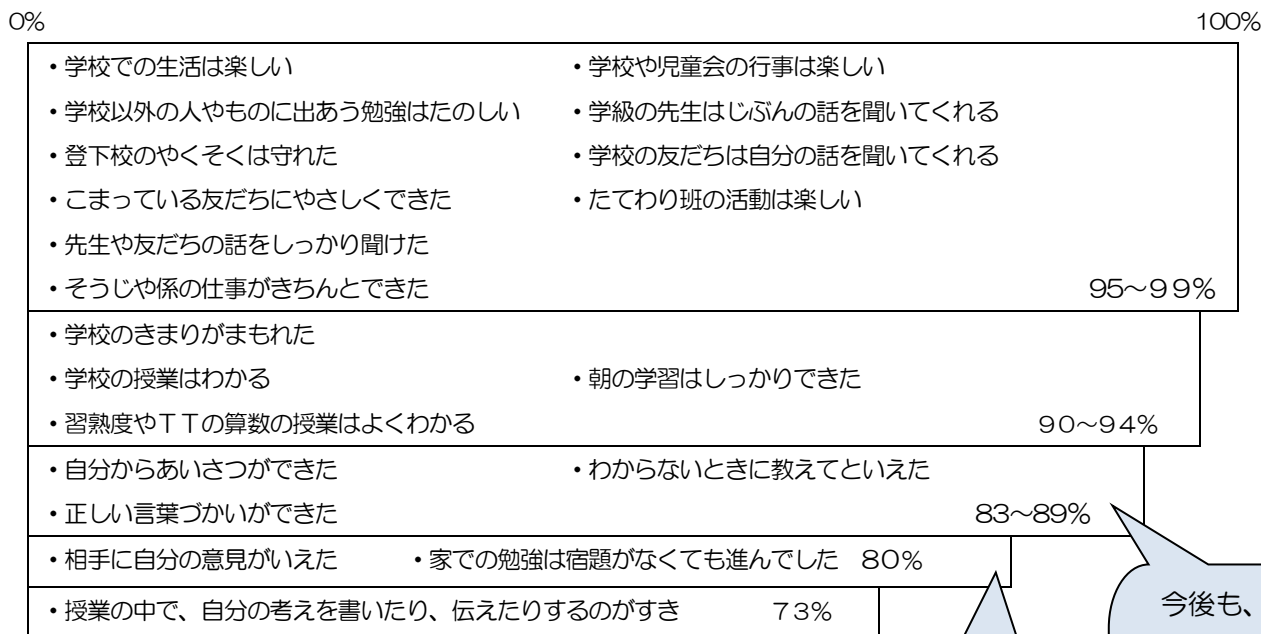 0% 100%
・学校での生活は楽しい ・学校や児童会の行事は楽しい
・学校以外の人やものに出あう勉強はたのしい ・学級の先生はじぶんの話を聞いてくれる
・登下校のやくそくは守れた ・学校の友だちは自分の話を聞いてくれる
・こまっている友だちにやさしくできた ・たてわり班の活動は楽しい
・先生や友だちの話をしっかり聞けた
・そうじや係の仕事がきちんとできた 95～９９%
・学校のきまりがまもれた
・学校の授業はわかる ・朝の学習はしっかりできた
・習熟度やＴＴの算数の授業はよくわかる ９０～９４%
・自分からあいさつができた ・わからないときに教えてといえた
・正しい言葉づかいができた 83～89%
・相手に自分の意見がいえた ・家での勉強は宿題がなくても進んでした 80%
・授業の中で、自分の考えを書いたり、伝えたりするのがすき ７３%
今後も、